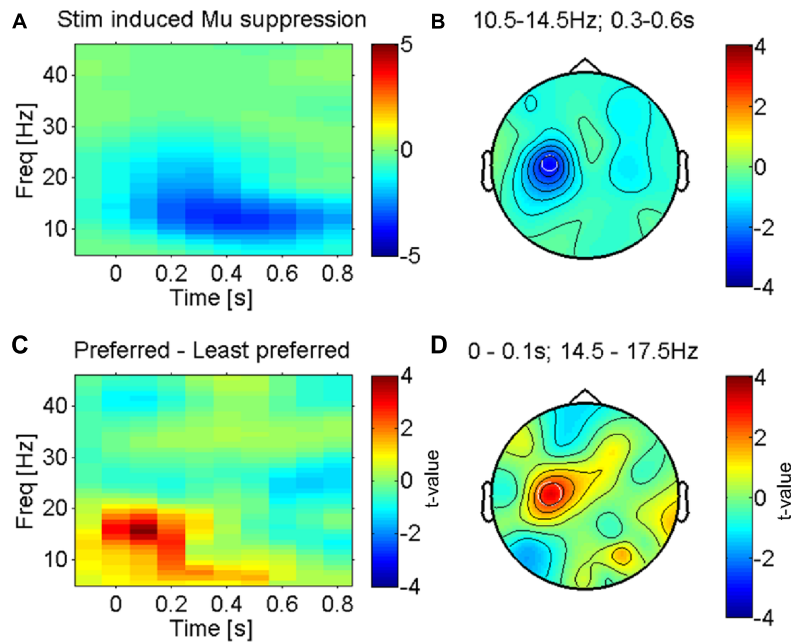 A
Stim induced Mu suppression
Freq [Hz]
40
30
20
10
0 0.2 0.4 0.6 0.8
Time [s]
5
0
-5
B
10.5-14.5Hz; 0.3-0.6s
4
2
0
-2
-4
C
Preferred - Least preferred
Freq [Hz]
40
30
20
10
0 0.2 0.4 0.6 0.8
Time [s]
4
2
0
-2
-4
t-value
D
0 - 0.1s; 14.5 - 17.5Hz
4
2
0
-2
-4
t-value